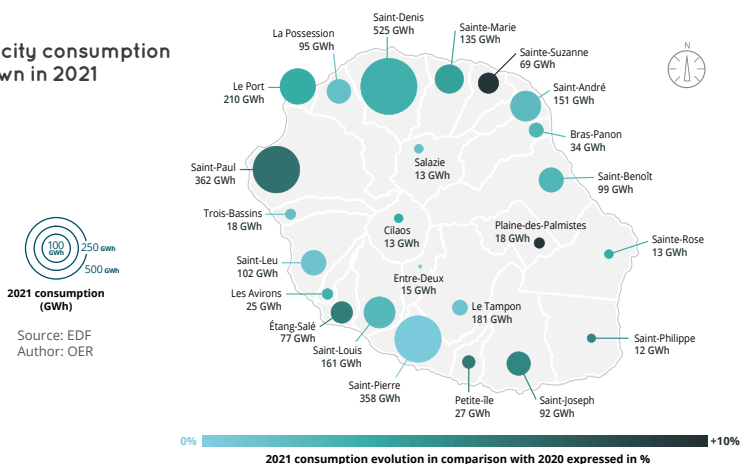 city consumption
wn in 2021
Saint-Denis
525 GWh
La Possession
95 GWh
Sainte-Marie
135 GWh
Sainte-Suzanne
69 GWh
N
Le Port
210 GWh
Saint-André
151 GWh
Bras-Panon
34 GWh
Saint-Paul
362 GWh
Salazie
13 GWh
Saint-Benoît
99 GWh
Trois-Bassins
18 GWh
Cilaos
13 GWh
Plaine-des-Palmistes
18 GWh
Sainte-Rose
13 GWh
100
GWh
250 GWh
500 GWh
2021 consumption
(GWh)
Source: EDF
Author: OER
Saint-Leu
102 GWh
Entre-Deux
15 GWh
Les Avirons
25 GWh
Le Tampon
181 GWh
Étang-Salé
77 GWh
Saint-Louis
161 GWh
Saint-Philippe
12 GWh
Saint-Pierre
358 GWh
Petite-île
27 GWh
Saint-Joseph
92 GWh
0%
+10%
2021 consumption evolution in comparison with 2020 expressed in %